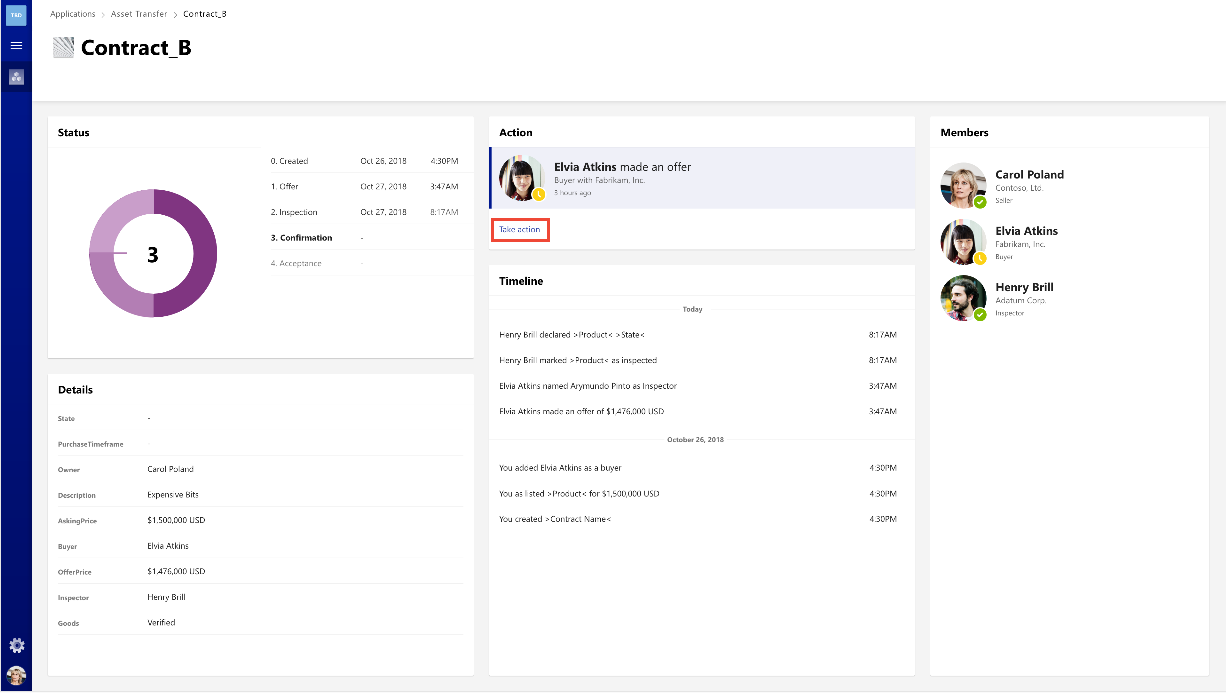 TBD
Applications > Asset Transfer > Contract_B
Contract_B
Status
0. Created Oct 26, 2018 4:30PM
1. Offer Oct 27, 2018 3:47AM
2. Inspection Oct 27, 2018 8:17AM
3. Confirmation -
4. Acceptance -
3
Details
State -
PurchaseTimeframe -
Owner Carol Poland
Description Expensive Bits
AskingPrice $1,500,000 USD
Buyer Elvia Atkins
OfferPrice $1,476,000 USD
Inspector Henry Brill
Goods Verified
Action
Elvia Atkins made an offer
Buyer with Fabrikam, Inc.
5 hours ago
Take action
Timeline
Today
Henry Brill declared >Product< >State< 8:17AM
Henry Brill marked >Product< as inspected 8:17AM
Elvia Atkins named Arymundo Pinto as Inspector 3:47AM
Elvia Atkins made an offer of $1,476,000 USD 3:47AM
October 26, 2018
You added Elvia Atkins as a buyer 4:30PM
You as listed >Product< for $1,500,000 USD 4:30PM
You created >Contract Name< 4:30PM
Members
Carol Poland
Contoso, Ltd.
Seller
Elvia Atkins
Fabrikam, Inc.
Buyer
Henry Brill
Adatum Corp.
Inspector